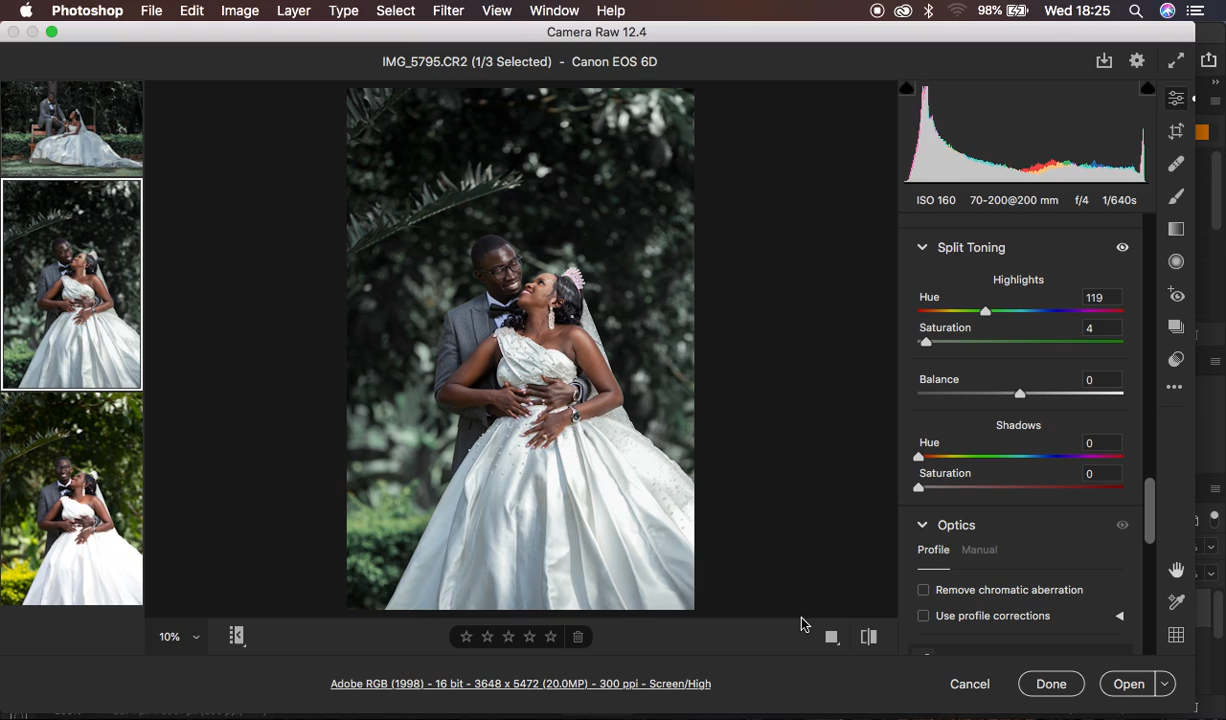 Photoshop File Edit Image Layer Type Select Filter View Window Help 98% Wed 18:25
Camera Raw 12.4
IMG_5795.CR2 (1/3 Selected) - Canon EOS 6D
ISO 160 70-200@200 mm f/4 1/640s
Split Toning
Highlights
Hue 119
Saturation 4
Balance 0
Shadows
Hue 0
Saturation 0
Optics
Profile Manual
Remove chromatic aberration
Use profile corrections
10%
Adobe RGB (1998) - 16 bit - 3648 x 5472 (20.0MP) - 300 ppi - Screen/High
Cancel Done Open